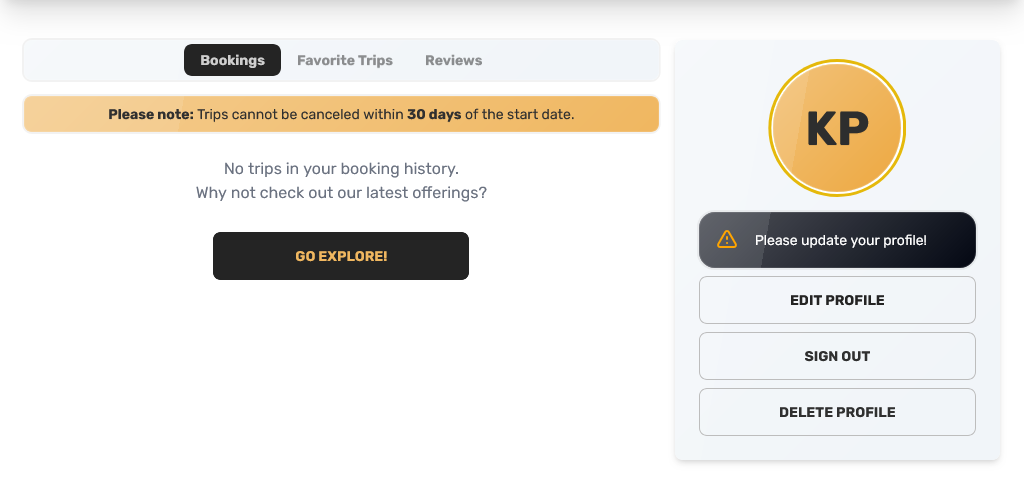 Bookings Favorite Trips Reviews
Please note: Trips cannot be canceled within 30 days of the start date.
No trips in your booking history.
Why not check out our latest offerings?
GO EXPLORE!
KP
Please update your profile!
EDIT PROFILE
SIGN OUT
DELETE PROFILE